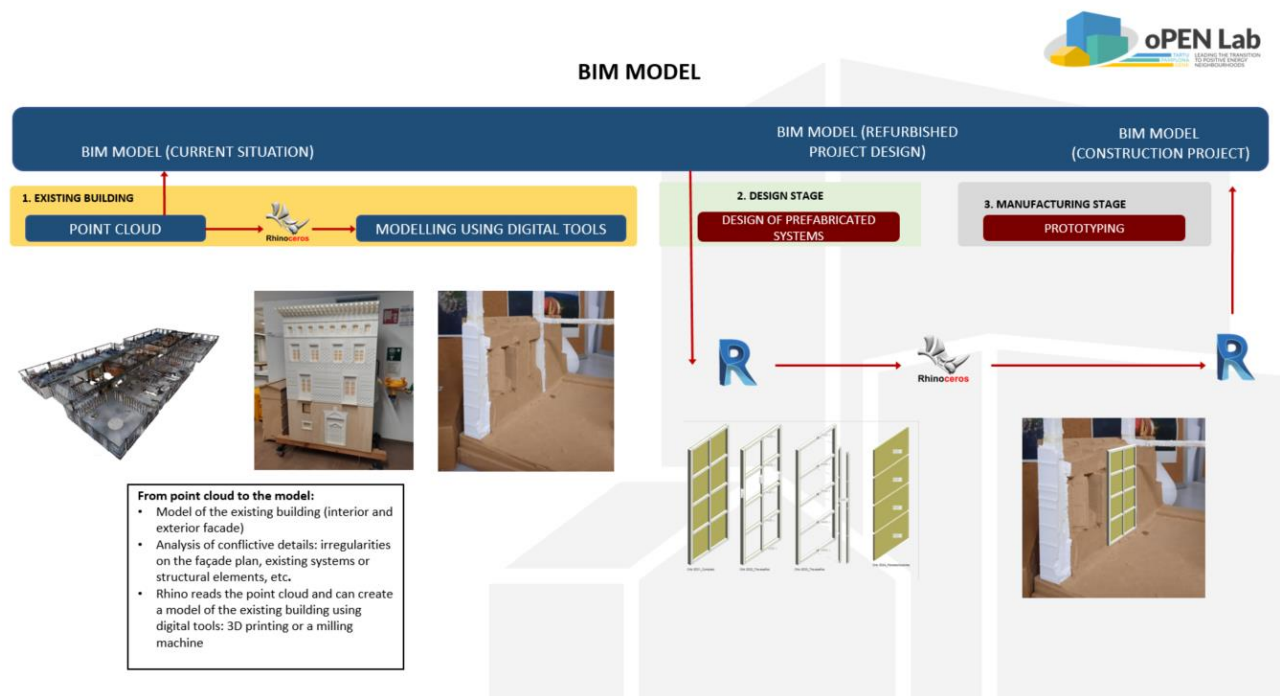 oPEN Lab
TARTU
PAMPLONA
GENK
LEADING THE TRANSITION
TO POSITIVE ENERGY
NEIGHBOURHOODS
BIM MODEL
BIM MODEL (CURRENT SITUATION)
BIM MODEL (REFURBISHED
PROJECT DESIGN)
BIM MODEL
(CONSTRUCTION PROJECT)
1. EXISTING BUILDING
POINT CLOUD
Rhinoceros
MODELLING USING DIGITAL TOOLS
2. DESIGN STAGE
DESIGN OF PREFABRICATED
SYSTEMS
3. MANUFACTURING STAGE
PROTOTYPING
R
Rhinoceros
R
From point cloud to the model:
• Model of the existing building (interior and
exterior facade)
• Analysis of conflictive details: irregularities
on the façade plan, existing systems or
structural elements, etc.
• Rhino reads the point cloud and can create
a model of the existing building using
digital tools: 3D printing or a milling
machine